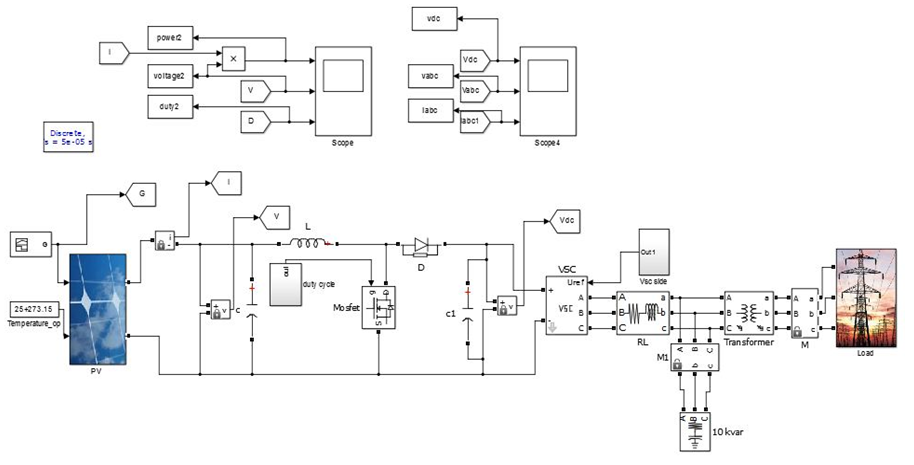 vdc
power2
I
voltage2
V
duty2
D
Scope
Vdc
vabc
Vabc
Iabc
Iabc1
Scope4
Discrete,
s = 5e-05 s
G
I
V
L
Vdc
G
D
out
duty cycle
Out1
Vsc side
VSC
Uref
25+273.15
Temperature_op
PV
i
+
-
+
-
v
c
Mosfet
g
D
S
c1
+
-
v
+
-
A
B
C
A
B
C
a
b
c
RL
A
B
C
a
b
c
Transformer
M
Load
M1
A
B
C
a
b
c
A
B
C
10 kvar